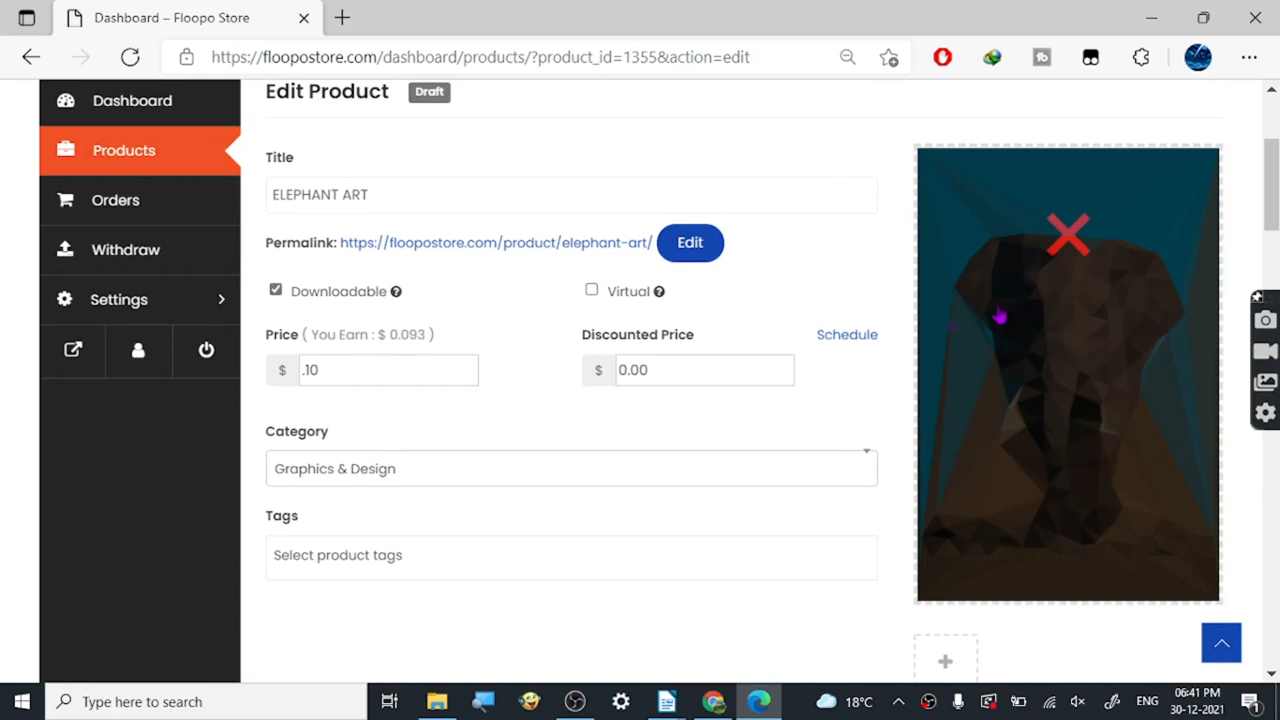 Dashboard – Floopo Store
https://floopostore.com/dashboard/products/?product_id=1355&action=edit
Dashboard
Products
Orders
Withdraw
Settings
Edit Product Draft
Title
ELEPHANT ART
Permalink: https://floopostore.com/product/elephant-art/ Edit
Downloadable
Virtual
Price ( You Earn : $ 0.093 )
$ .10
Discounted Price
Schedule
$ 0.00
Category
Graphics & Design
Tags
Select product tags
Type here to search
18°C
ENG
06:41 PM
30-12-2021
1